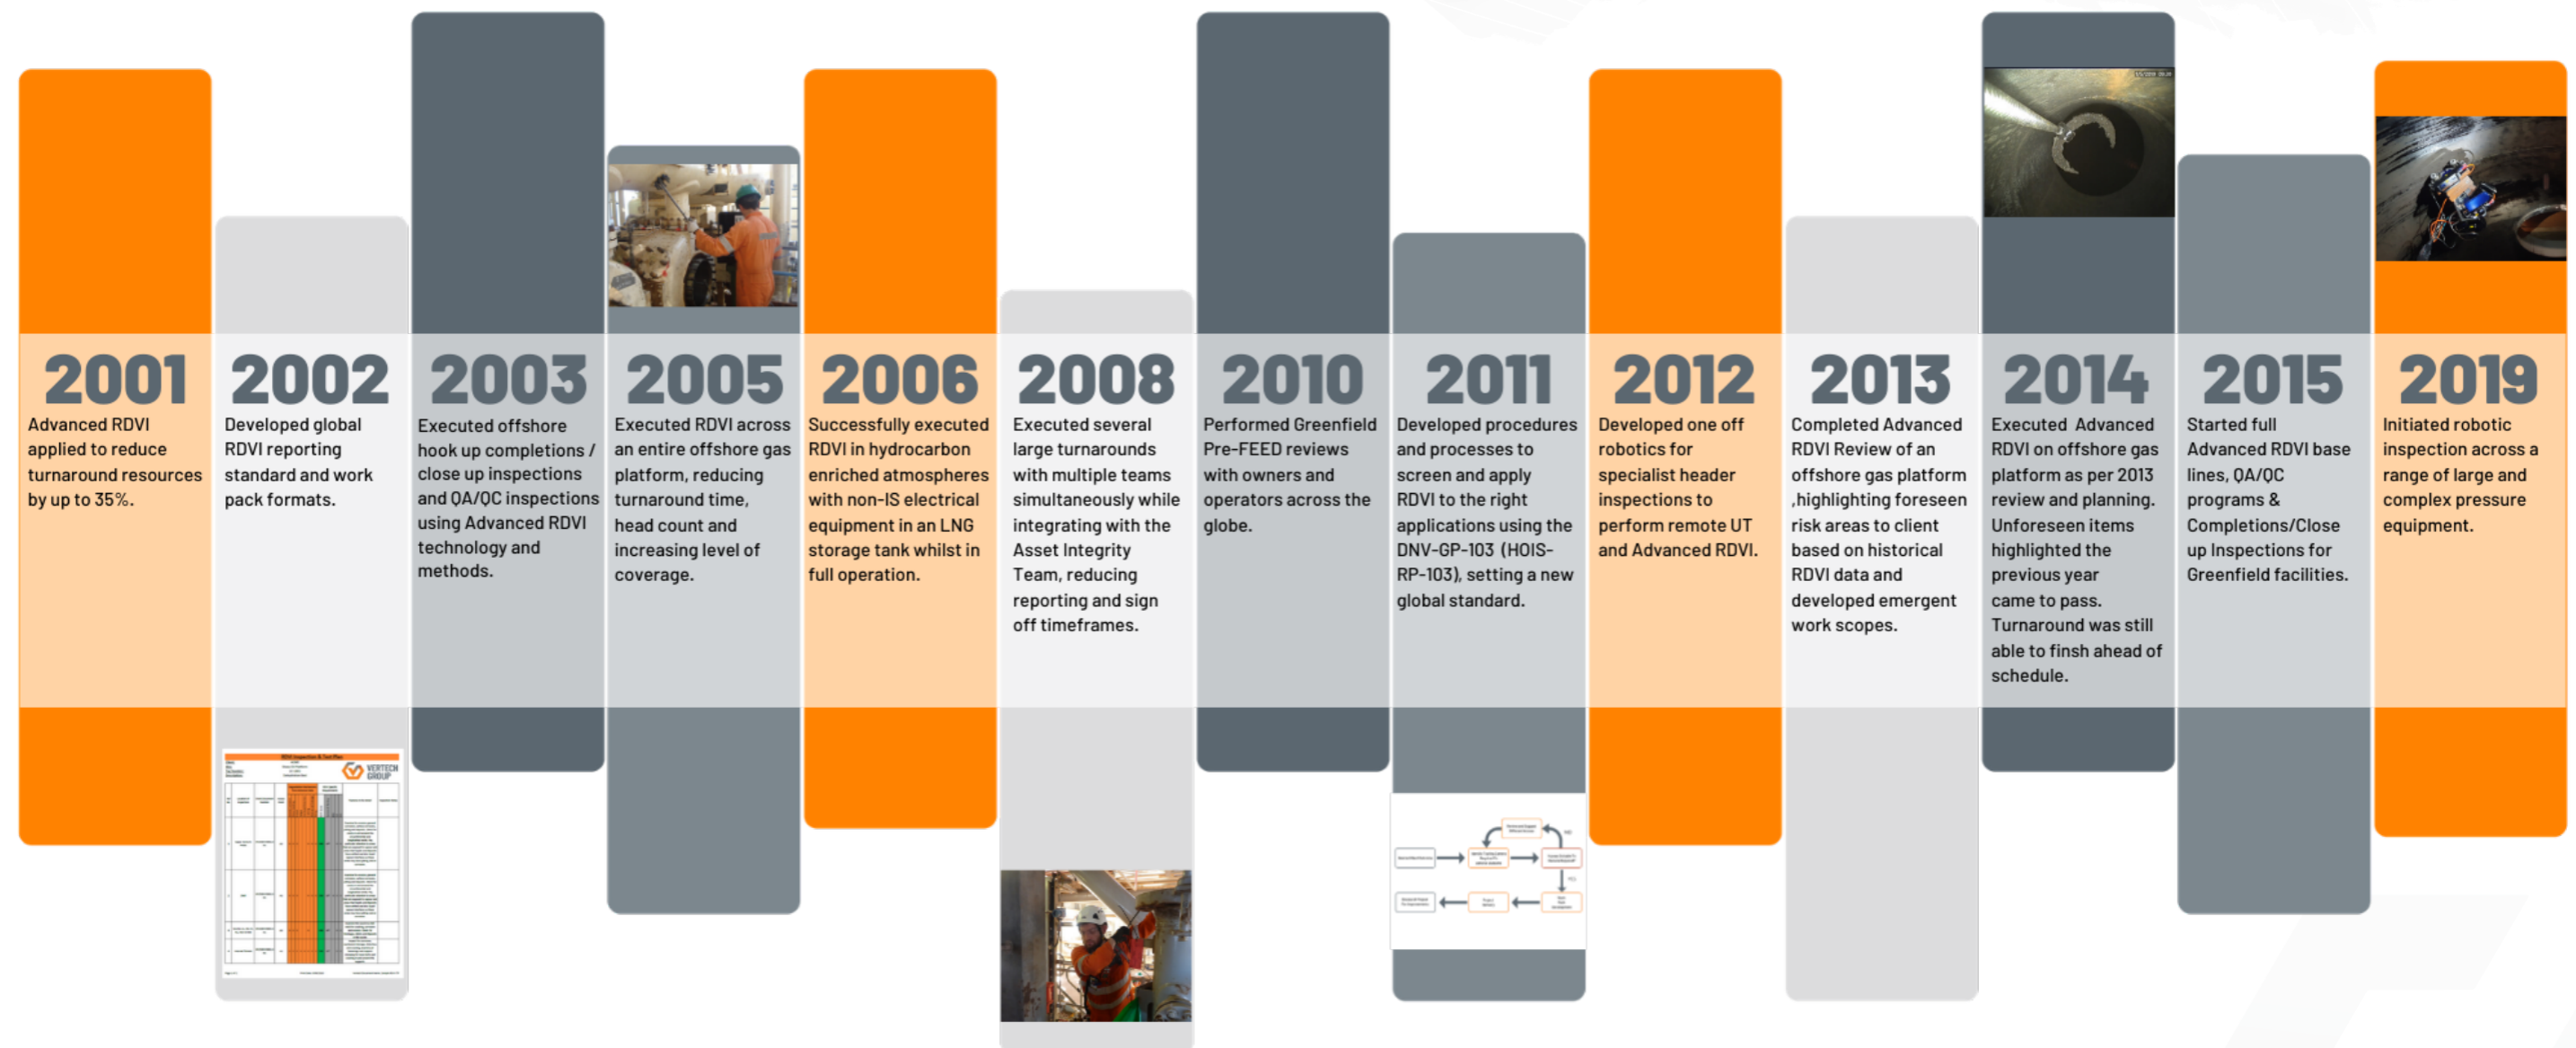 2001
Advanced RDVI
applied to reduce
turnaround resources
by up to 35%.
2002
Developed global
RDVI reporting
standard and work
pack formats.
2003
Executed offshore
hook up completions /
close up inspections
and QA/QC inspections
using Advanced RDVI
technology and
methods.
2005
Executed RDVI across
an entire offshore gas
platform, reducing
turnaround time,
head count and
increasing level of
coverage.
2006
Successfully executed
RDVI in hydrocarbon
enriched atmospheres
with non-IS electrical
equipment in an LNG
storage tank whilst in
full operation.
2008
Executed several
large turnarounds
with multiple teams
simultaneously while
integrating with the
Asset Integrity
Team, reducing
reporting and sign
off timeframes.
2010
Performed Greenfield
Pre-FEED reviews
with owners and
operators across the
globe.
2011
Developed procedures
and processes to
screen and apply
RDVI to the right
applications using the
DNV-GP-103 (HOIS-
RP-103), setting a new
global standard.
2012
Developed one off
robotics for
specialist header
inspections to
perform remote UT
and Advanced RDVI.
2013
Completed Advanced
RDVI Review of an
offshore gas platform
,highlighting foreseen
risk areas to client
based on historical
RDVI data and
developed emergent
work scopes.
2014
Executed Advanced
RDVI on offshore gas
platform as per 2013
review and planning.
Unforeseen items
highlighted the
previous year
came to pass.
Turnaround was still
able to finsh ahead of
schedule.
2015
Started full
Advanced RDVI base
lines, QA/QC
programs &
Completions/Close
up Inspections for
Greenfield facilities.
2019
Initiated robotic
inspection across a
range of large and
complex pressure
equipment.
RDVI Inspection & Test Plan
VERTECH
GROUP
NO
YES